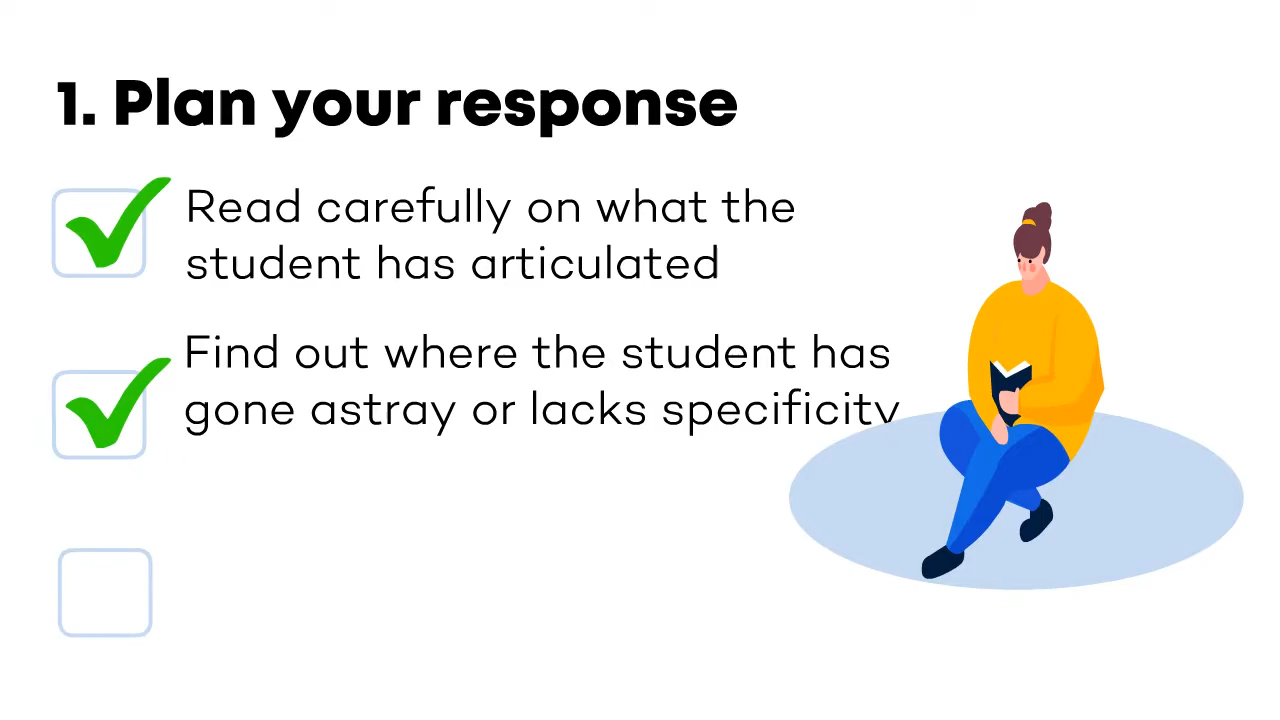 1. Plan your response
Read carefully on what the
student has articulated
Find out where the student has
gone astray or lacks specificity